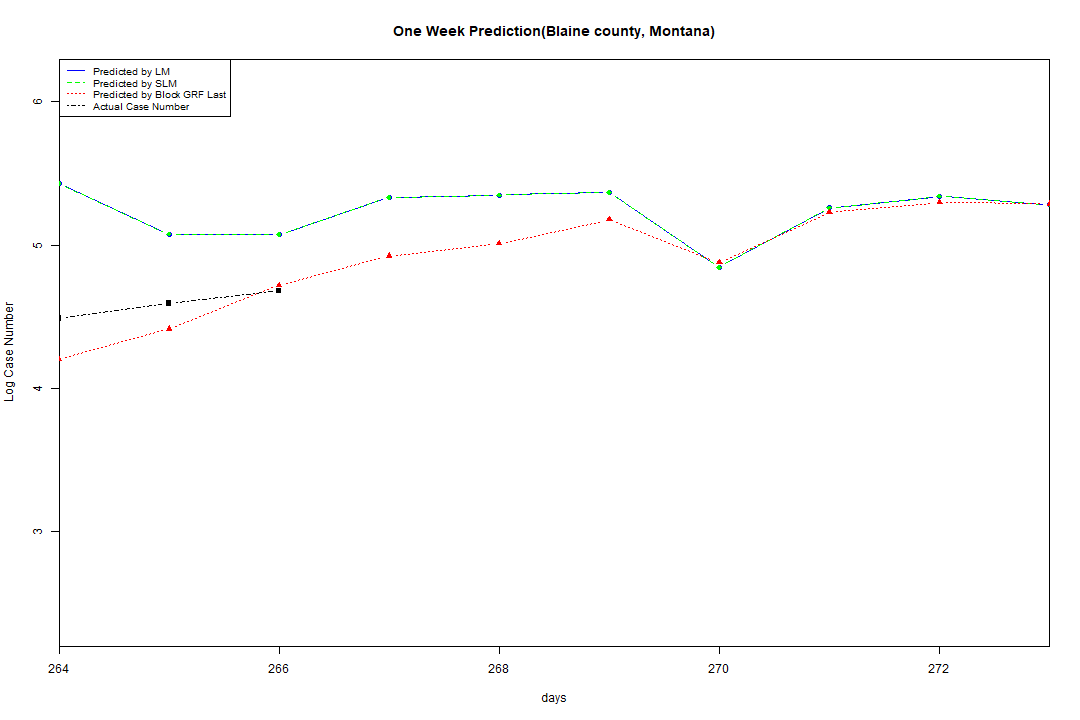 One Week Prediction(Blaine county, Montana)
Predicted by LM
Predicted by SLM
Predicted by Block GRF Last
Actual Case Number
6
5
4
3
Log Case Number
264 266 268 270 272
days